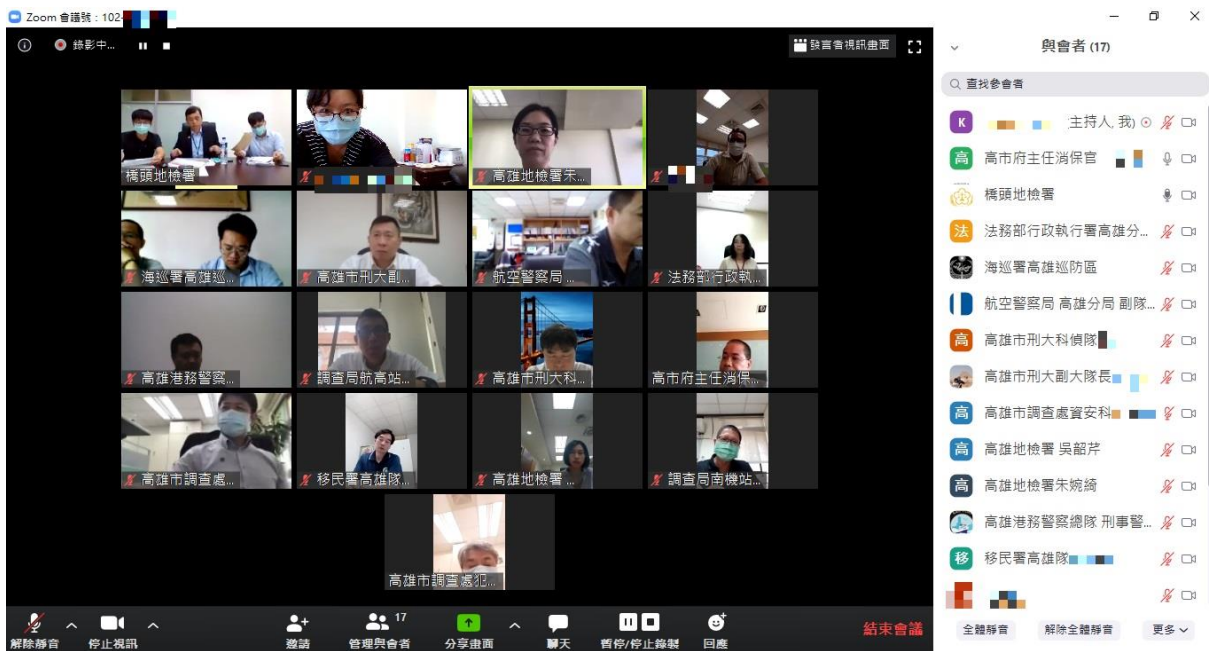 Zoom 會議號：102-
錄影中...
發言者視訊畫面
橋頭地檢署
高雄地檢署朱...
海巡署高雄巡...
高雄市刑大副...
航空警察局...
法務部行政執...
高雄港務警察...
調查局航高站...
高雄市刑大科...
高市府主任消保...
高雄市調查處...
移民署高雄隊...
高雄地檢署 ...
調查局南機站...
高雄市調查處犯...
解除靜音
停止視訊
邀請
17
管理與會者
分享畫面
聊天
暫停/停止錄製
回應
結束會議
與會者 (17)
查找參會者
K 主持人, 我)
高 高市府主任消保官
橋頭地檢署
法 法務部行政執行署高雄分...
海巡署高雄巡防區
航空警察局 高雄分局 副隊...
高 高雄市刑大科偵隊
高雄市刑大副大隊長
高 高雄市調查處資安科
高 高雄地檢署 吳韶芹
高 高雄地檢署朱婉綺
高雄港務警察總隊 刑事警...
移 移民署高雄隊
全體靜音
解除全體靜音
更多